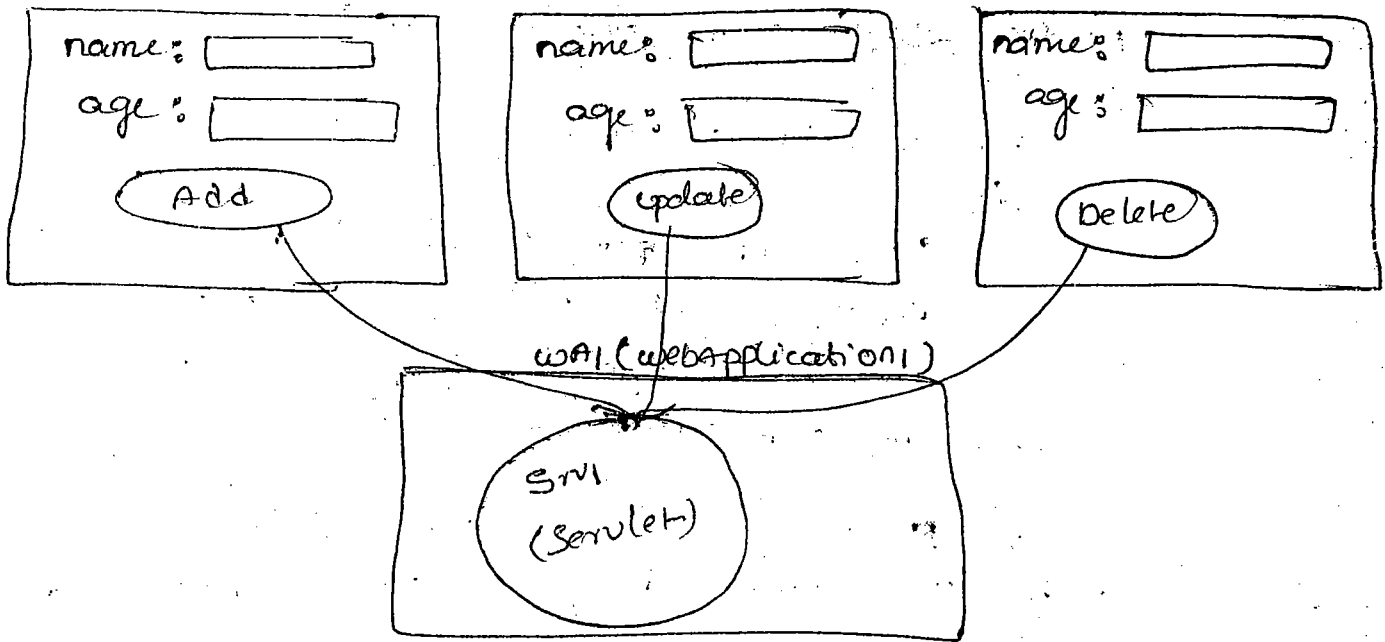 name:
age:
Add
name:
age:
update
name:
age:
Delete
WA1 (webApplication1)
Srv1
(Servlet)